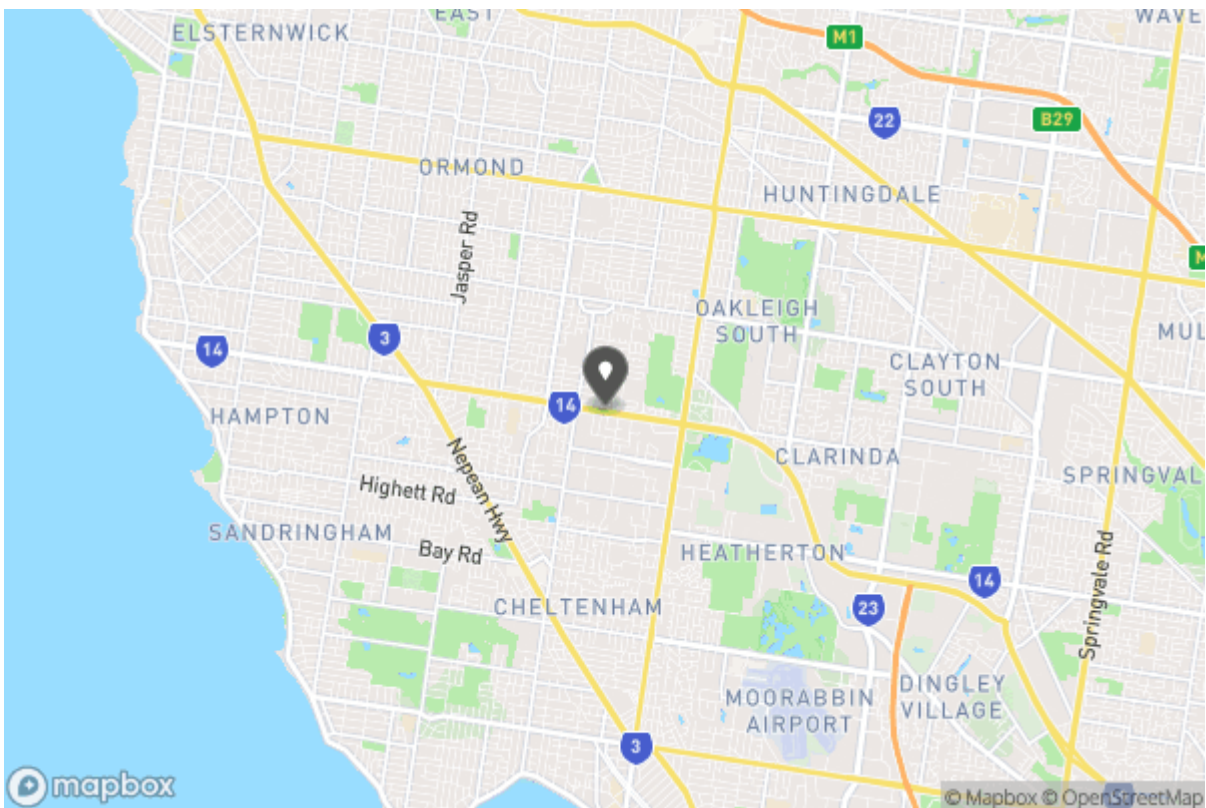 EAST
WAVE
ELSTERNWICK
M1
22
B29
ORMOND
HUNTINGDALE
Jasper Rd
M
OAKLEIGH
SOUTH
3
MUL
14
CLAYTON
SOUTH
14
HAMPTON
CLARINDA
Nepean Hwy
SPRINGVAL
Highett Rd
SANDRINGHAM
Bay Rd
HEATHERTON
14
Springvale Rd
CHELTENHAM
23
DINGLEY
VILLAGE
MOORABBIN
AIRPORT
3
mapbox
© Mapbox © OpenStreetMap